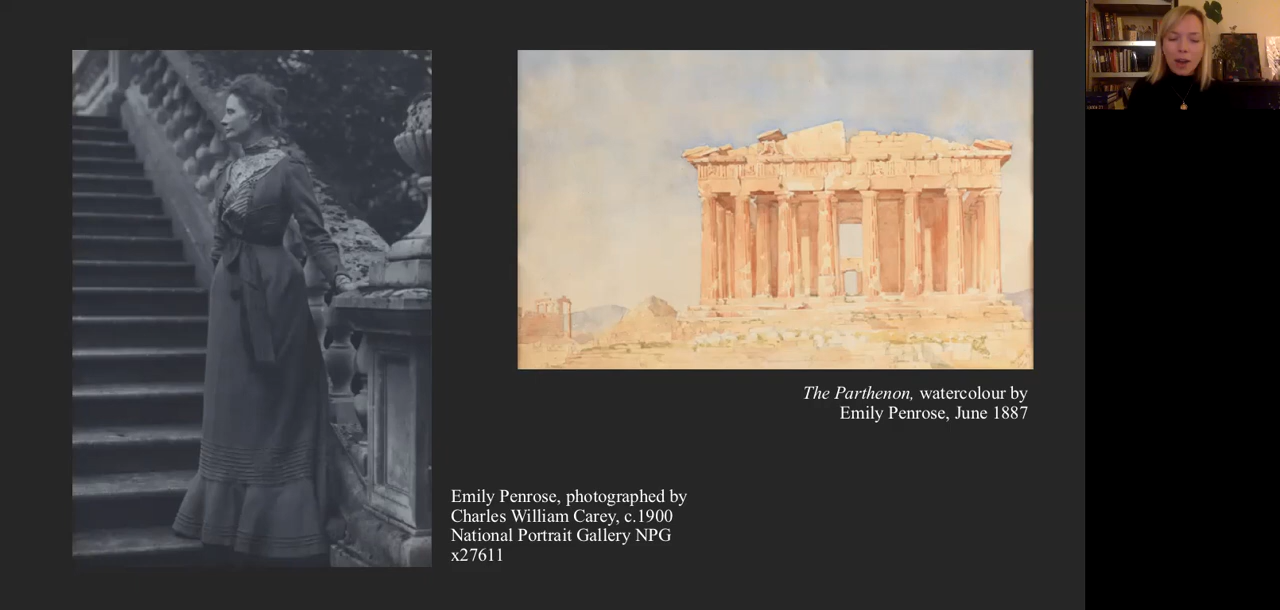 The Parthenon, watercolour by
Emily Penrose, June 1887
Emily Penrose, photographed by
Charles William Carey, c.1900
National Portrait Gallery NPG
x27611